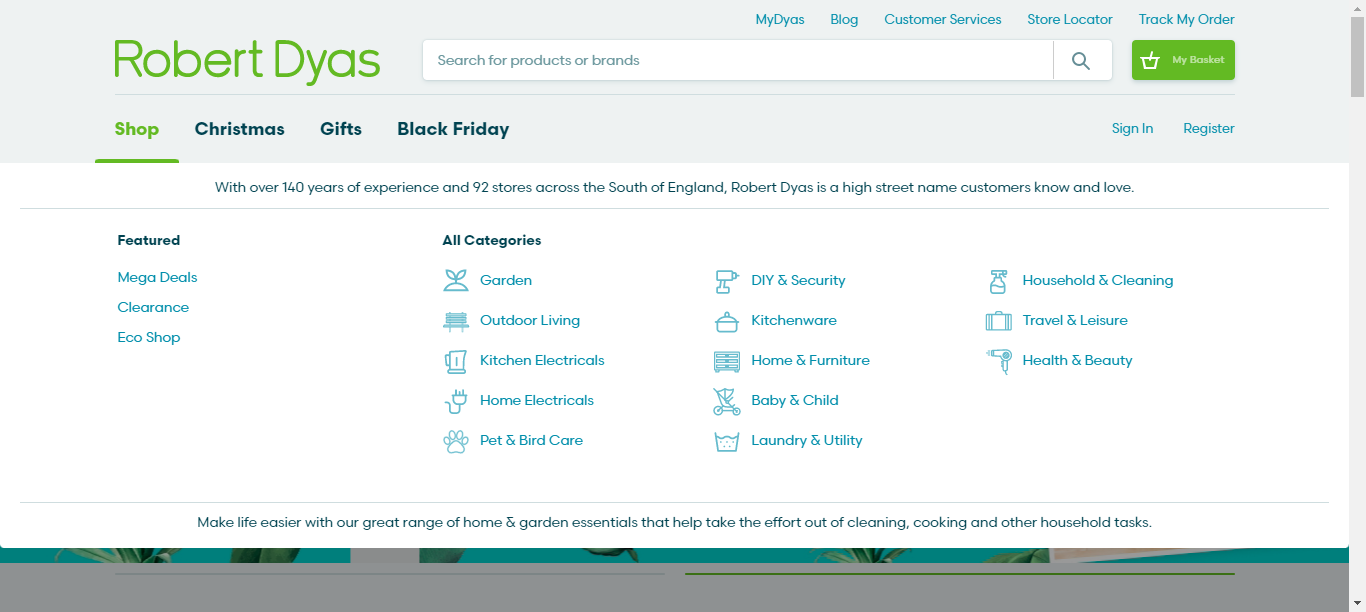 MyDyas Blog Customer Services Store Locator Track My Order
Robert Dyas
Search for products or brands
My Basket
Shop Christmas Gifts Black Friday
Sign In Register
With over 140 years of experience and 92 stores across the South of England, Robert Dyas is a high street name customers know and love.
Featured
Mega Deals
Clearance
Eco Shop
All Categories
Garden
Outdoor Living
Kitchen Electricals
Home Electricals
Pet & Bird Care
DIY & Security
Kitchenware
Home & Furniture
Baby & Child
Laundry & Utility
Household & Cleaning
Travel & Leisure
Health & Beauty
Make life easier with our great range of home & garden essentials that help take the effort out of cleaning, cooking and other household tasks.